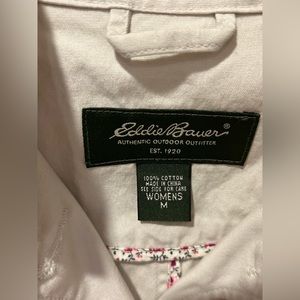 Eddie Bauer®
AUTHENTIC OUTDOOR OUTFITTER
EST. 1920
100% COTTON
MADE IN CHINA
SEE SIDE FOR CARE
WOMENS
M